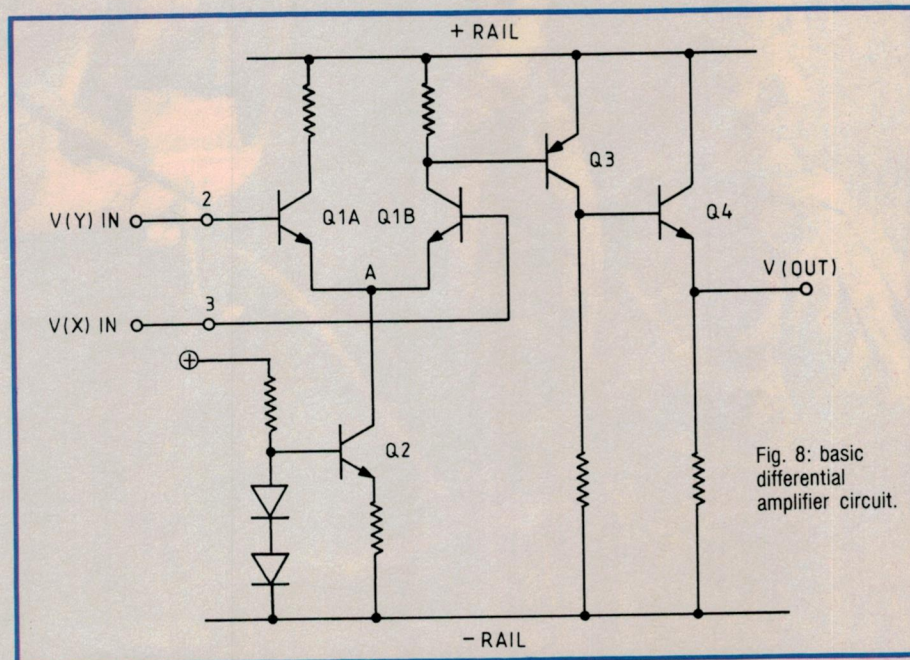 + RAIL
2
V(Y) IN
Q1A
Q1B
Q3
Q4
A
V(OUT)
3
V(X) IN
+
Q2
Fig. 8: basic
differential
amplifier circuit.
− RAIL